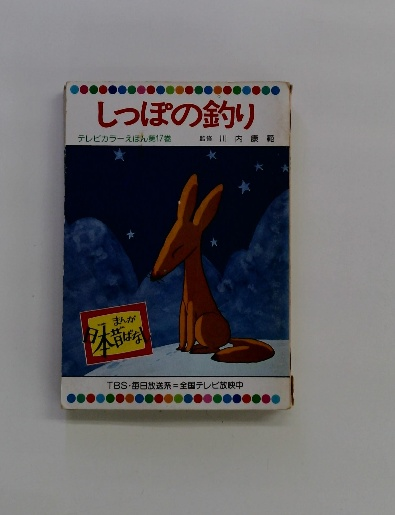 しっぽの釣り
テレビカラーえほん第17巻 監修 川内康範
まんが
日本昔ばなし
TBS・毎日放送系=全国テレビ放映中